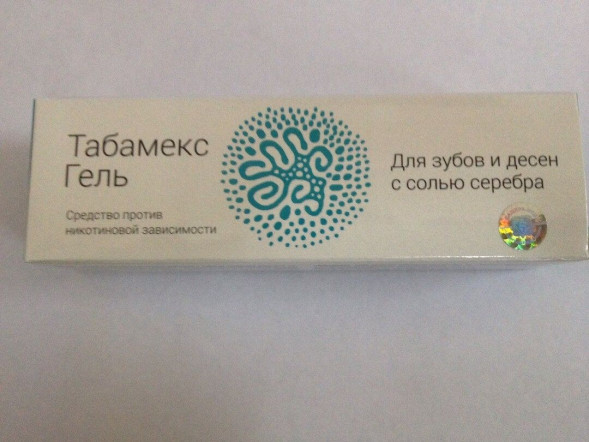 Табамекс
Гель
Средство против
никотиновой зависимости
Для зубов и десен
с солью серебра